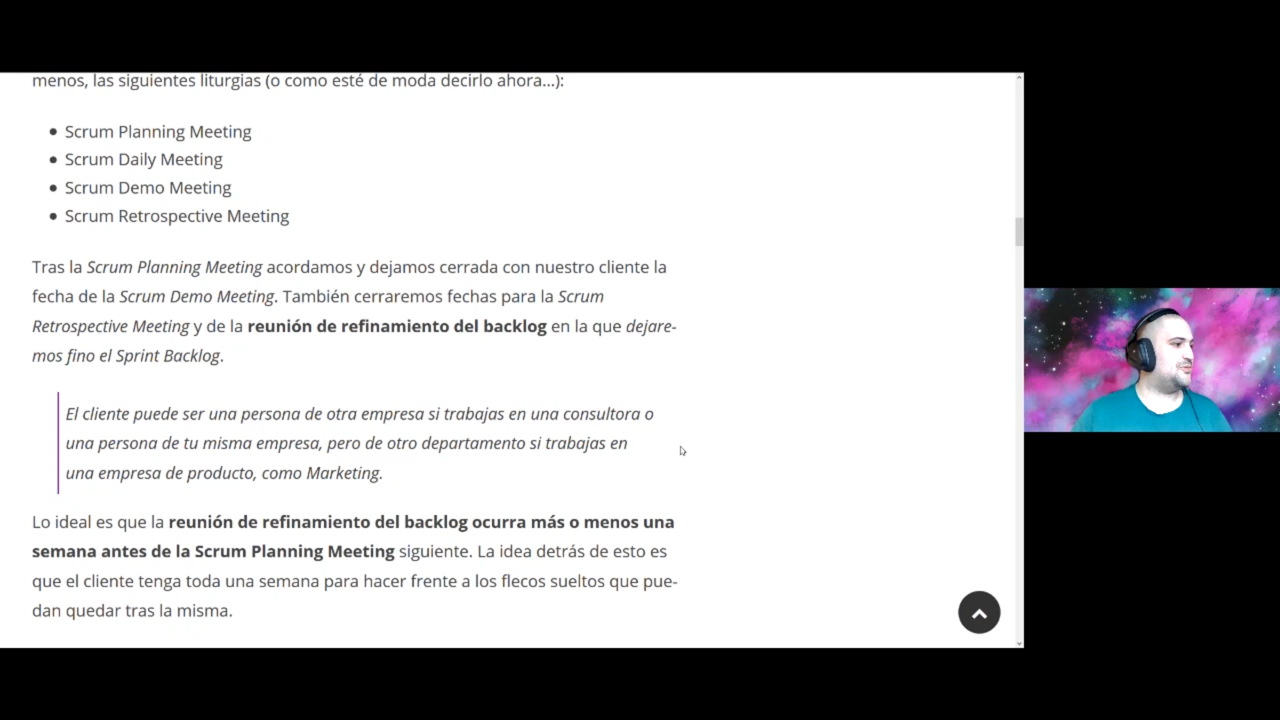 menos, las siguientes liturgias (o como esté de moda decirlo ahora...):
Scrum Planning Meeting
Scrum Daily Meeting
Scrum Demo Meeting
Scrum Retrospective Meeting
Tras la Scrum Planning Meeting acordamos y dejamos cerrada con nuestro cliente la
fecha de la Scrum Demo Meeting. También cerraremos fechas para la Scrum
Retrospective Meeting y de la reunión de refinamiento del backlog en la que dejare-
mos fino el Sprint Backlog.
El cliente puede ser una persona de otra empresa si trabajas en una consultora o
una persona de tu misma empresa, pero de otro departamento si trabajas en
una empresa de producto, como Marketing.
Lo ideal es que la reunión de refinamiento del backlog ocurra más o menos una
semana antes de la Scrum Planning Meeting siguiente. La idea detrás de esto es
que el cliente tenga toda una semana para hacer frente a los flecos sueltos que pue-
dan quedar tras la misma.